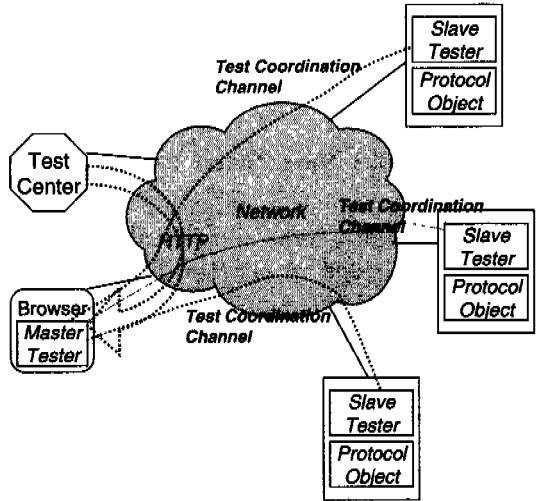 Slave
Tester
Protocol
Object
Test Coordination
Channel
Test
Center
Network
Test Coordination
Channel
HTTP
Slave
Tester
Protocol
Object
Browser
Master
Tester
Test Coordination
Channel
Slave
Tester
Protocol
Object